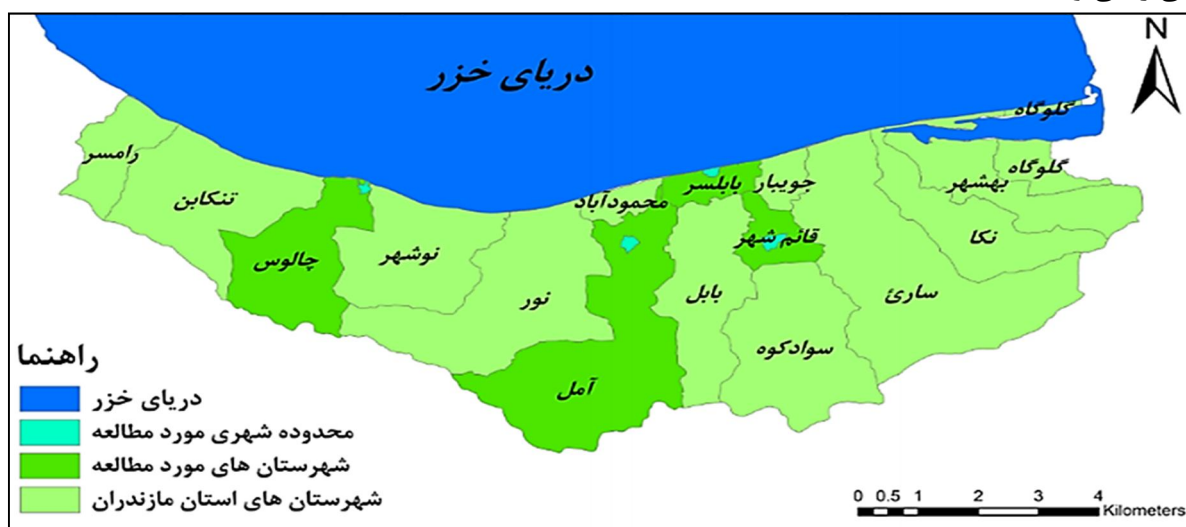 N
دریای خزر
گلوگاه
رامسر
تنکابن
چالوس
نوشهر
نور
آمل
محمودآباد
بابلسر
بابل
جویبار
قائم شهر
سوادکوه
ساری
بهشهر
گلوگاه
نکا
راهنما
دریای خزر
محدوده شهری مورد مطالعه
شهرستان های مورد مطالعه
شهرستان های استان مازندران
0 0.5 1 2 3 4
Kilometers